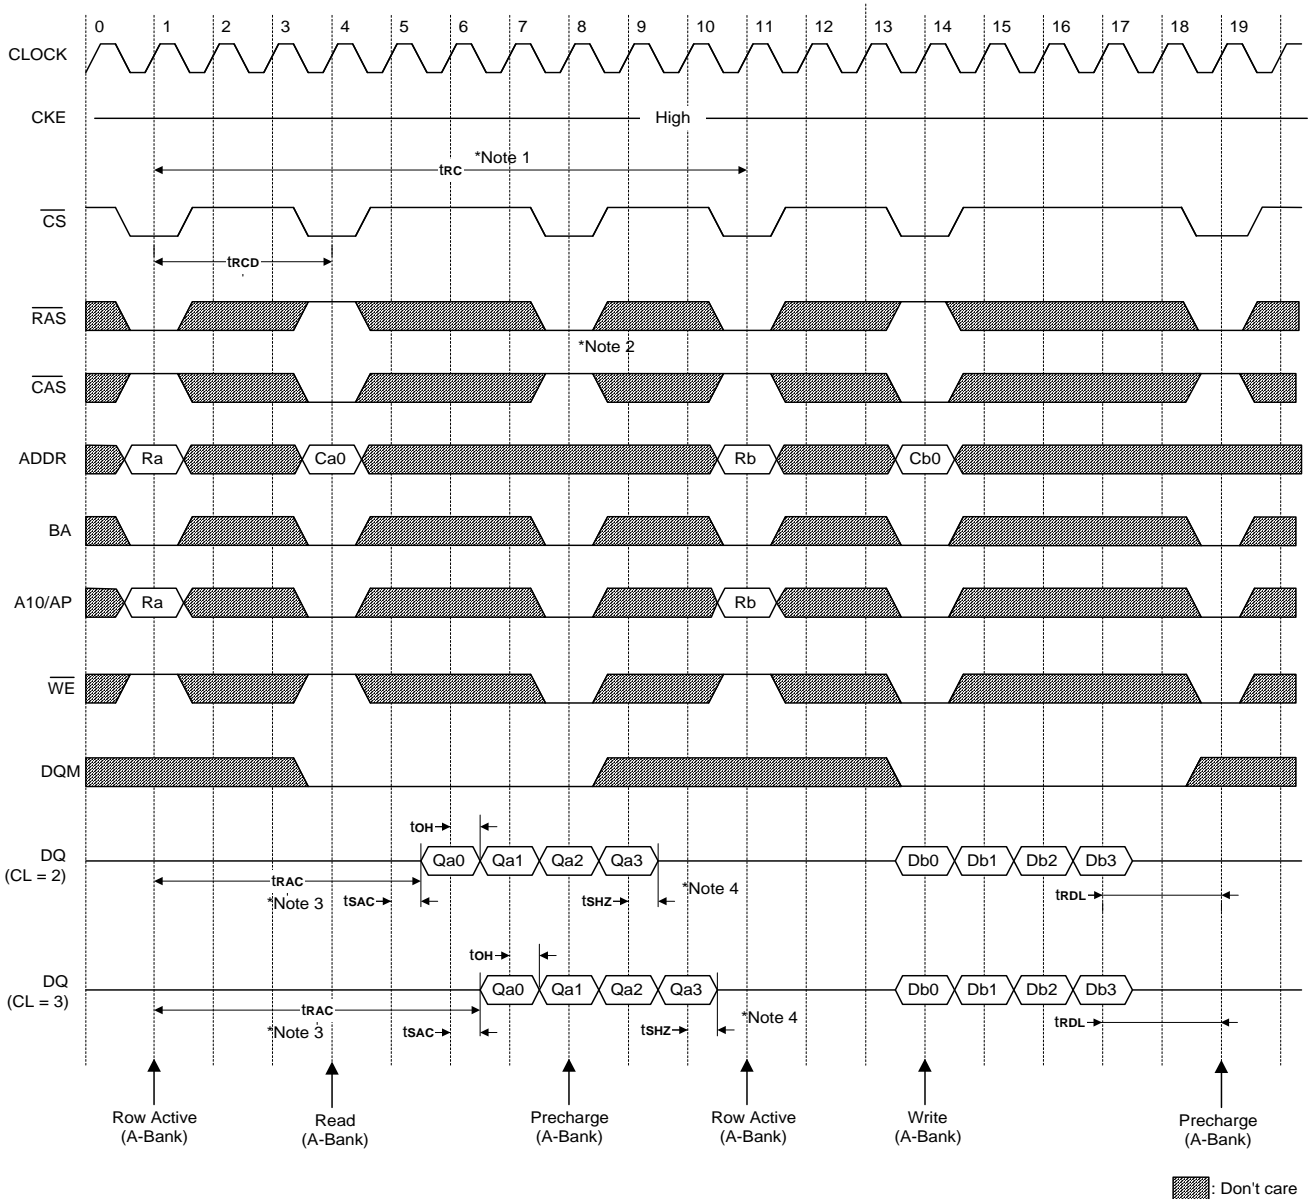 0 1 2 3 4 5 6 7 8 9 10 11 12 13 14 15 16 17 18 19
CLOCK
CKE
High
*Note 1
tRC
CS
tRCD
RAS
*Note 2
CAS
ADDR
Ra Ca0 Rb Cb0
BA
A10/AP
Ra Rb
WE
DQM
tOH
DQ
(CL = 2)
Qa0 Qa1 Qa2 Qa3 Db0 Db1 Db2 Db3
tRAC
*Note 3
tSAC
tSHZ
*Note 4
tRDL
tOH
DQ
(CL = 3)
Qa0 Qa1 Qa2 Qa3 Db0 Db1 Db2 Db3
tRAC
*Note 3
tSAC
tSHZ
*Note 4
tRDL
Row Active
(A-Bank)
Read
(A-Bank)
Precharge
(A-Bank)
Row Active
(A-Bank)
Write
(A-Bank)
Precharge
(A-Bank)
: Don't care